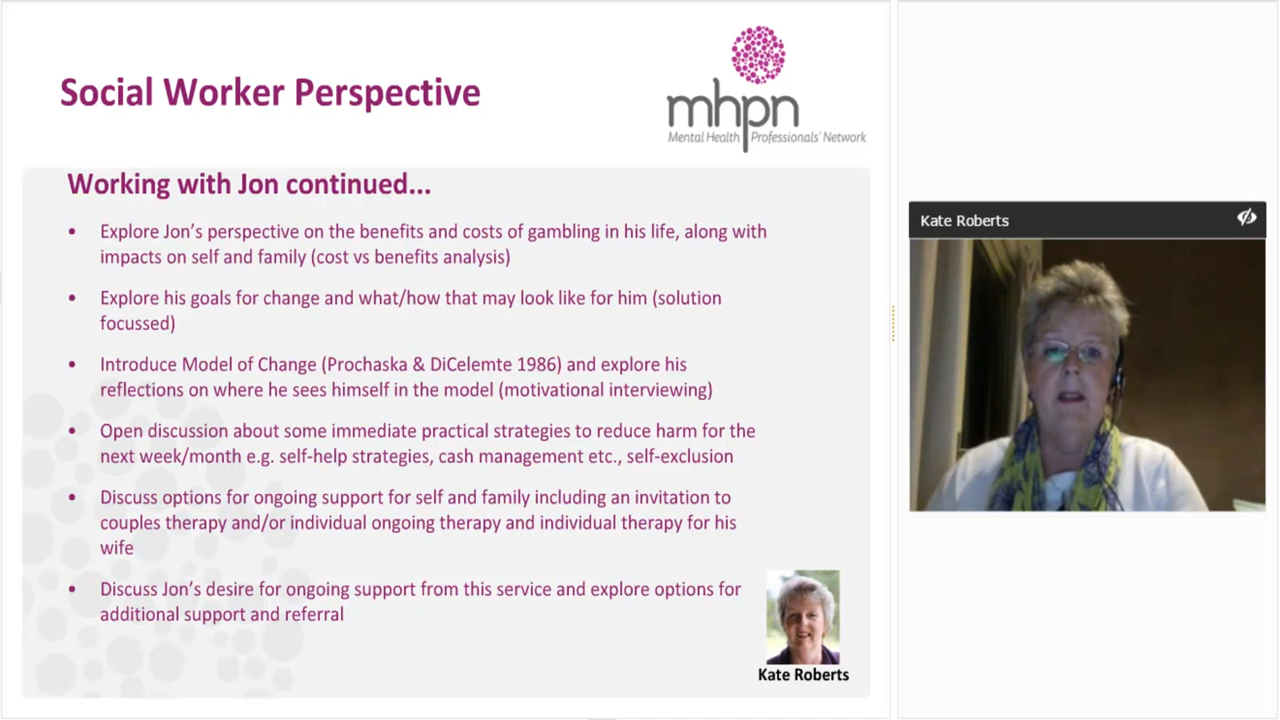 Social Worker Perspective
mhpn
Mental Health Professionals' Network
Working with Jon continued...
• Explore Jon's perspective on the benefits and costs of gambling in his life, along with
impacts on self and family (cost vs benefits analysis)
• Explore his goals for change and what/how that may look like for him (solution
focussed)
• Introduce Model of Change (Prochaska & DiCelemte 1986) and explore his
reflections on where he sees himself in the model (motivational interviewing)
• Open discussion about some immediate practical strategies to reduce harm for the
next week/month e.g. self-help strategies, cash management etc., self-exclusion
• Discuss options for ongoing support for self and family including an invitation to
couples therapy and/or individual ongoing therapy and individual therapy for his
wife
• Discuss Jon's desire for ongoing support from this service and explore options for
additional support and referral
Kate Roberts
Kate Roberts